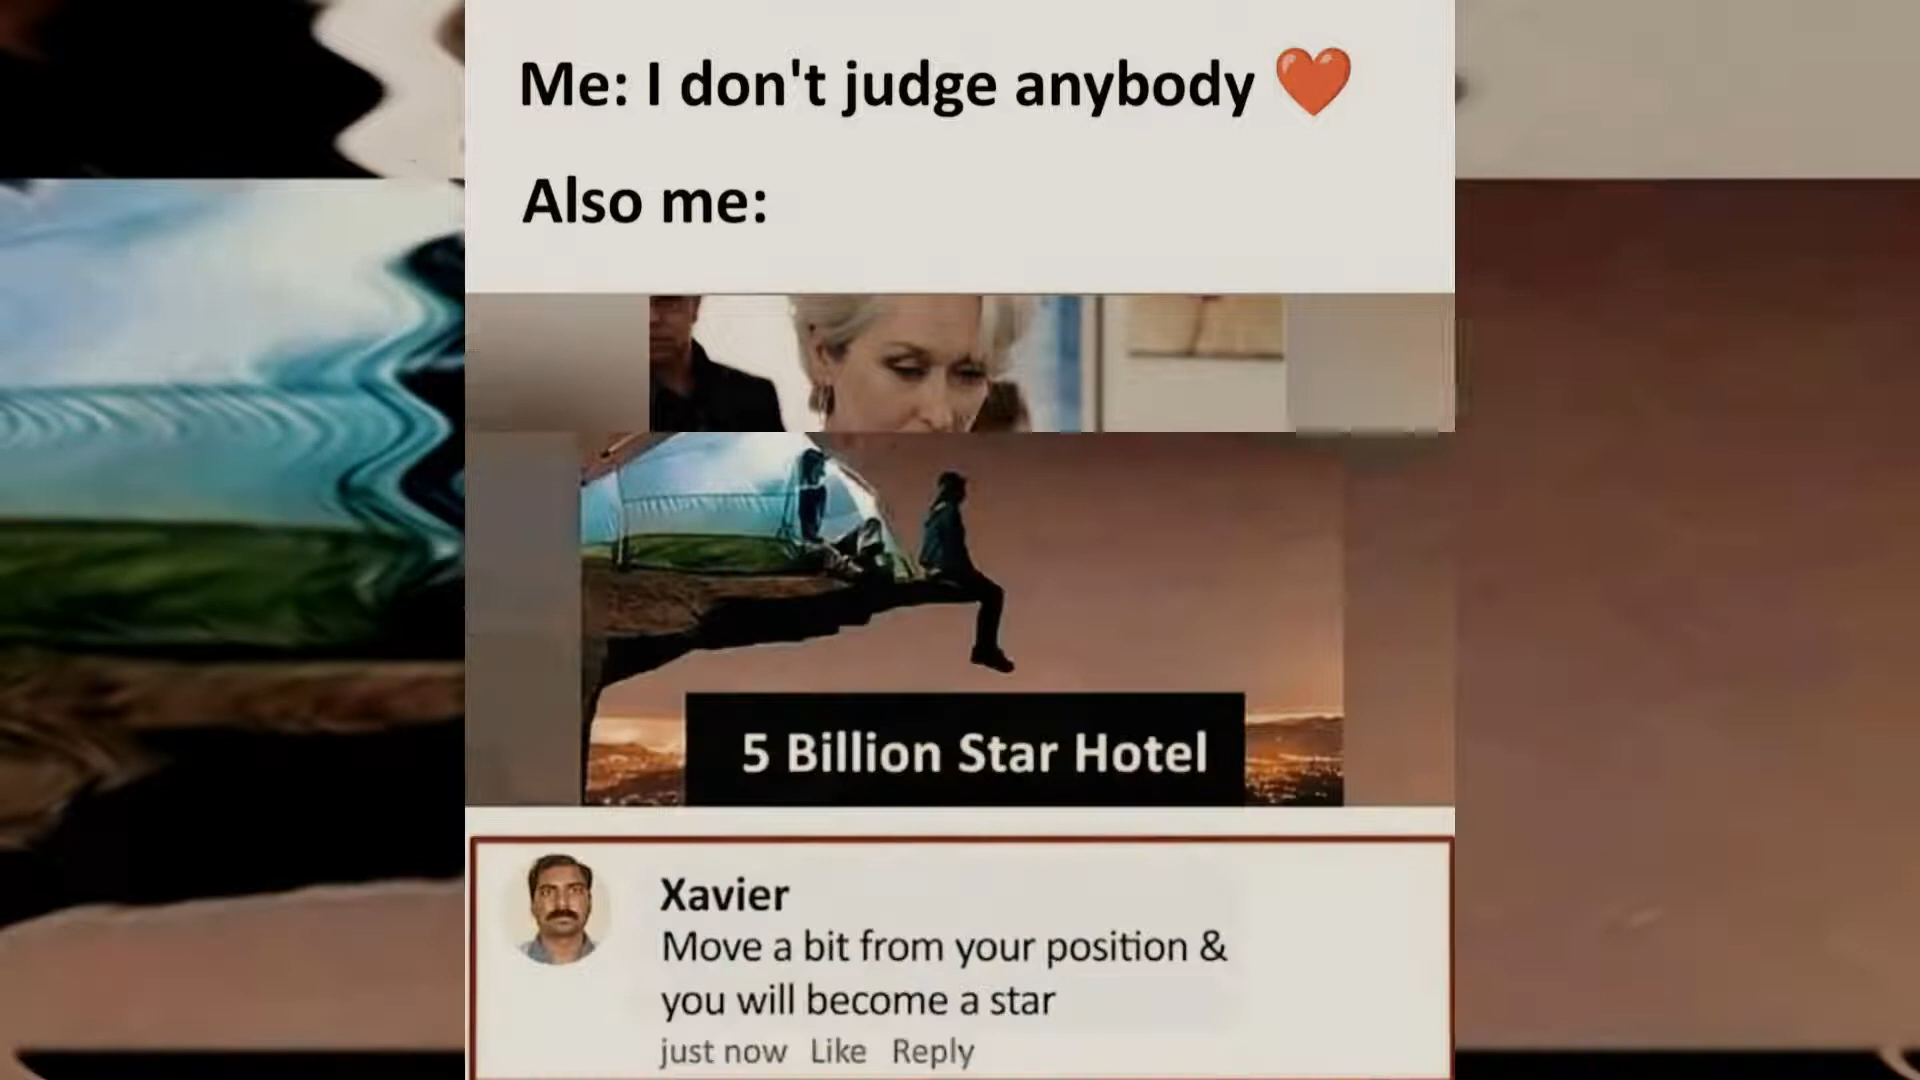 Me: I don't judge anybody ❤️
Also me:
5 Billion Star Hotel
Xavier
Move a bit from your position &
you will become a star
just now Like Reply